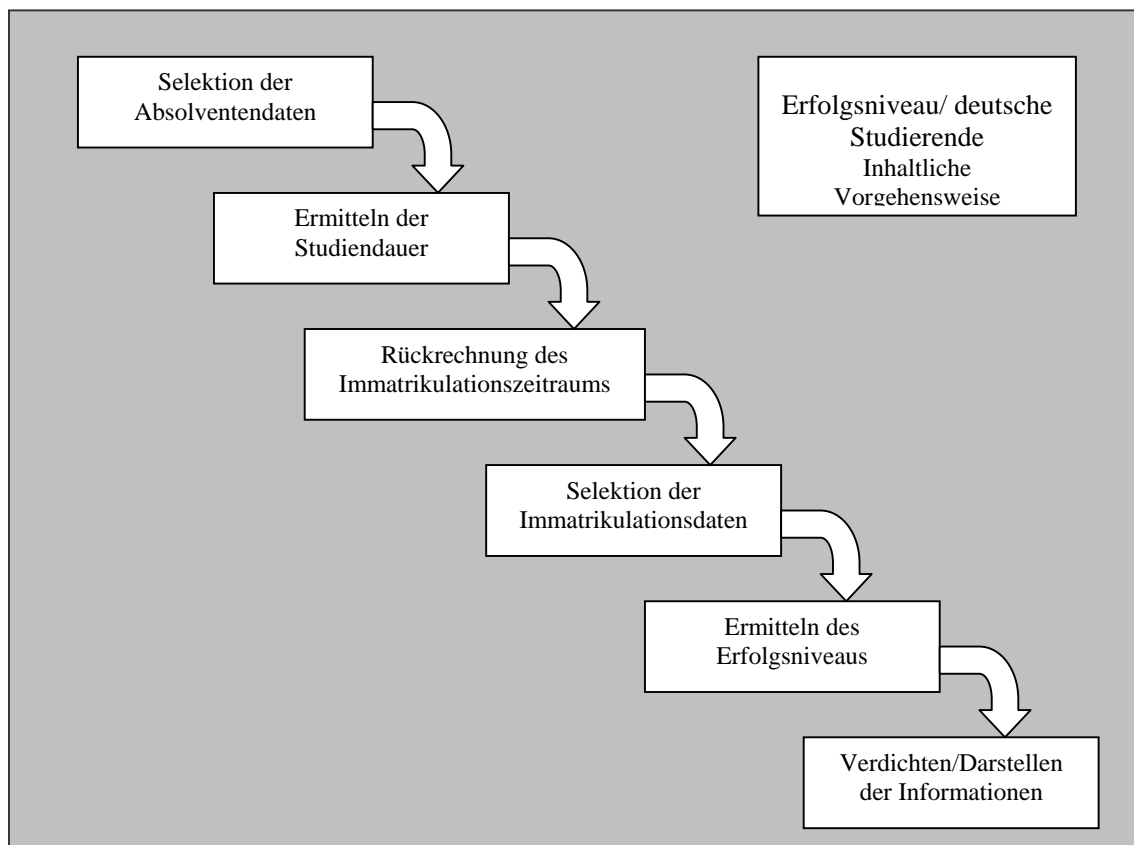 Selektion der
Absolventendaten
Erfolgsniveau/ deutsche
Studierende
Inhaltliche
Vorgehensweise
Ermitteln der
Studiendauer
Rückrechnung des
Immatrikulationszeitraums
Selektion der
Immatrikulationsdaten
Ermitteln des
Erfolgsniveaus
Verdichten/Darstellen
der Informationen